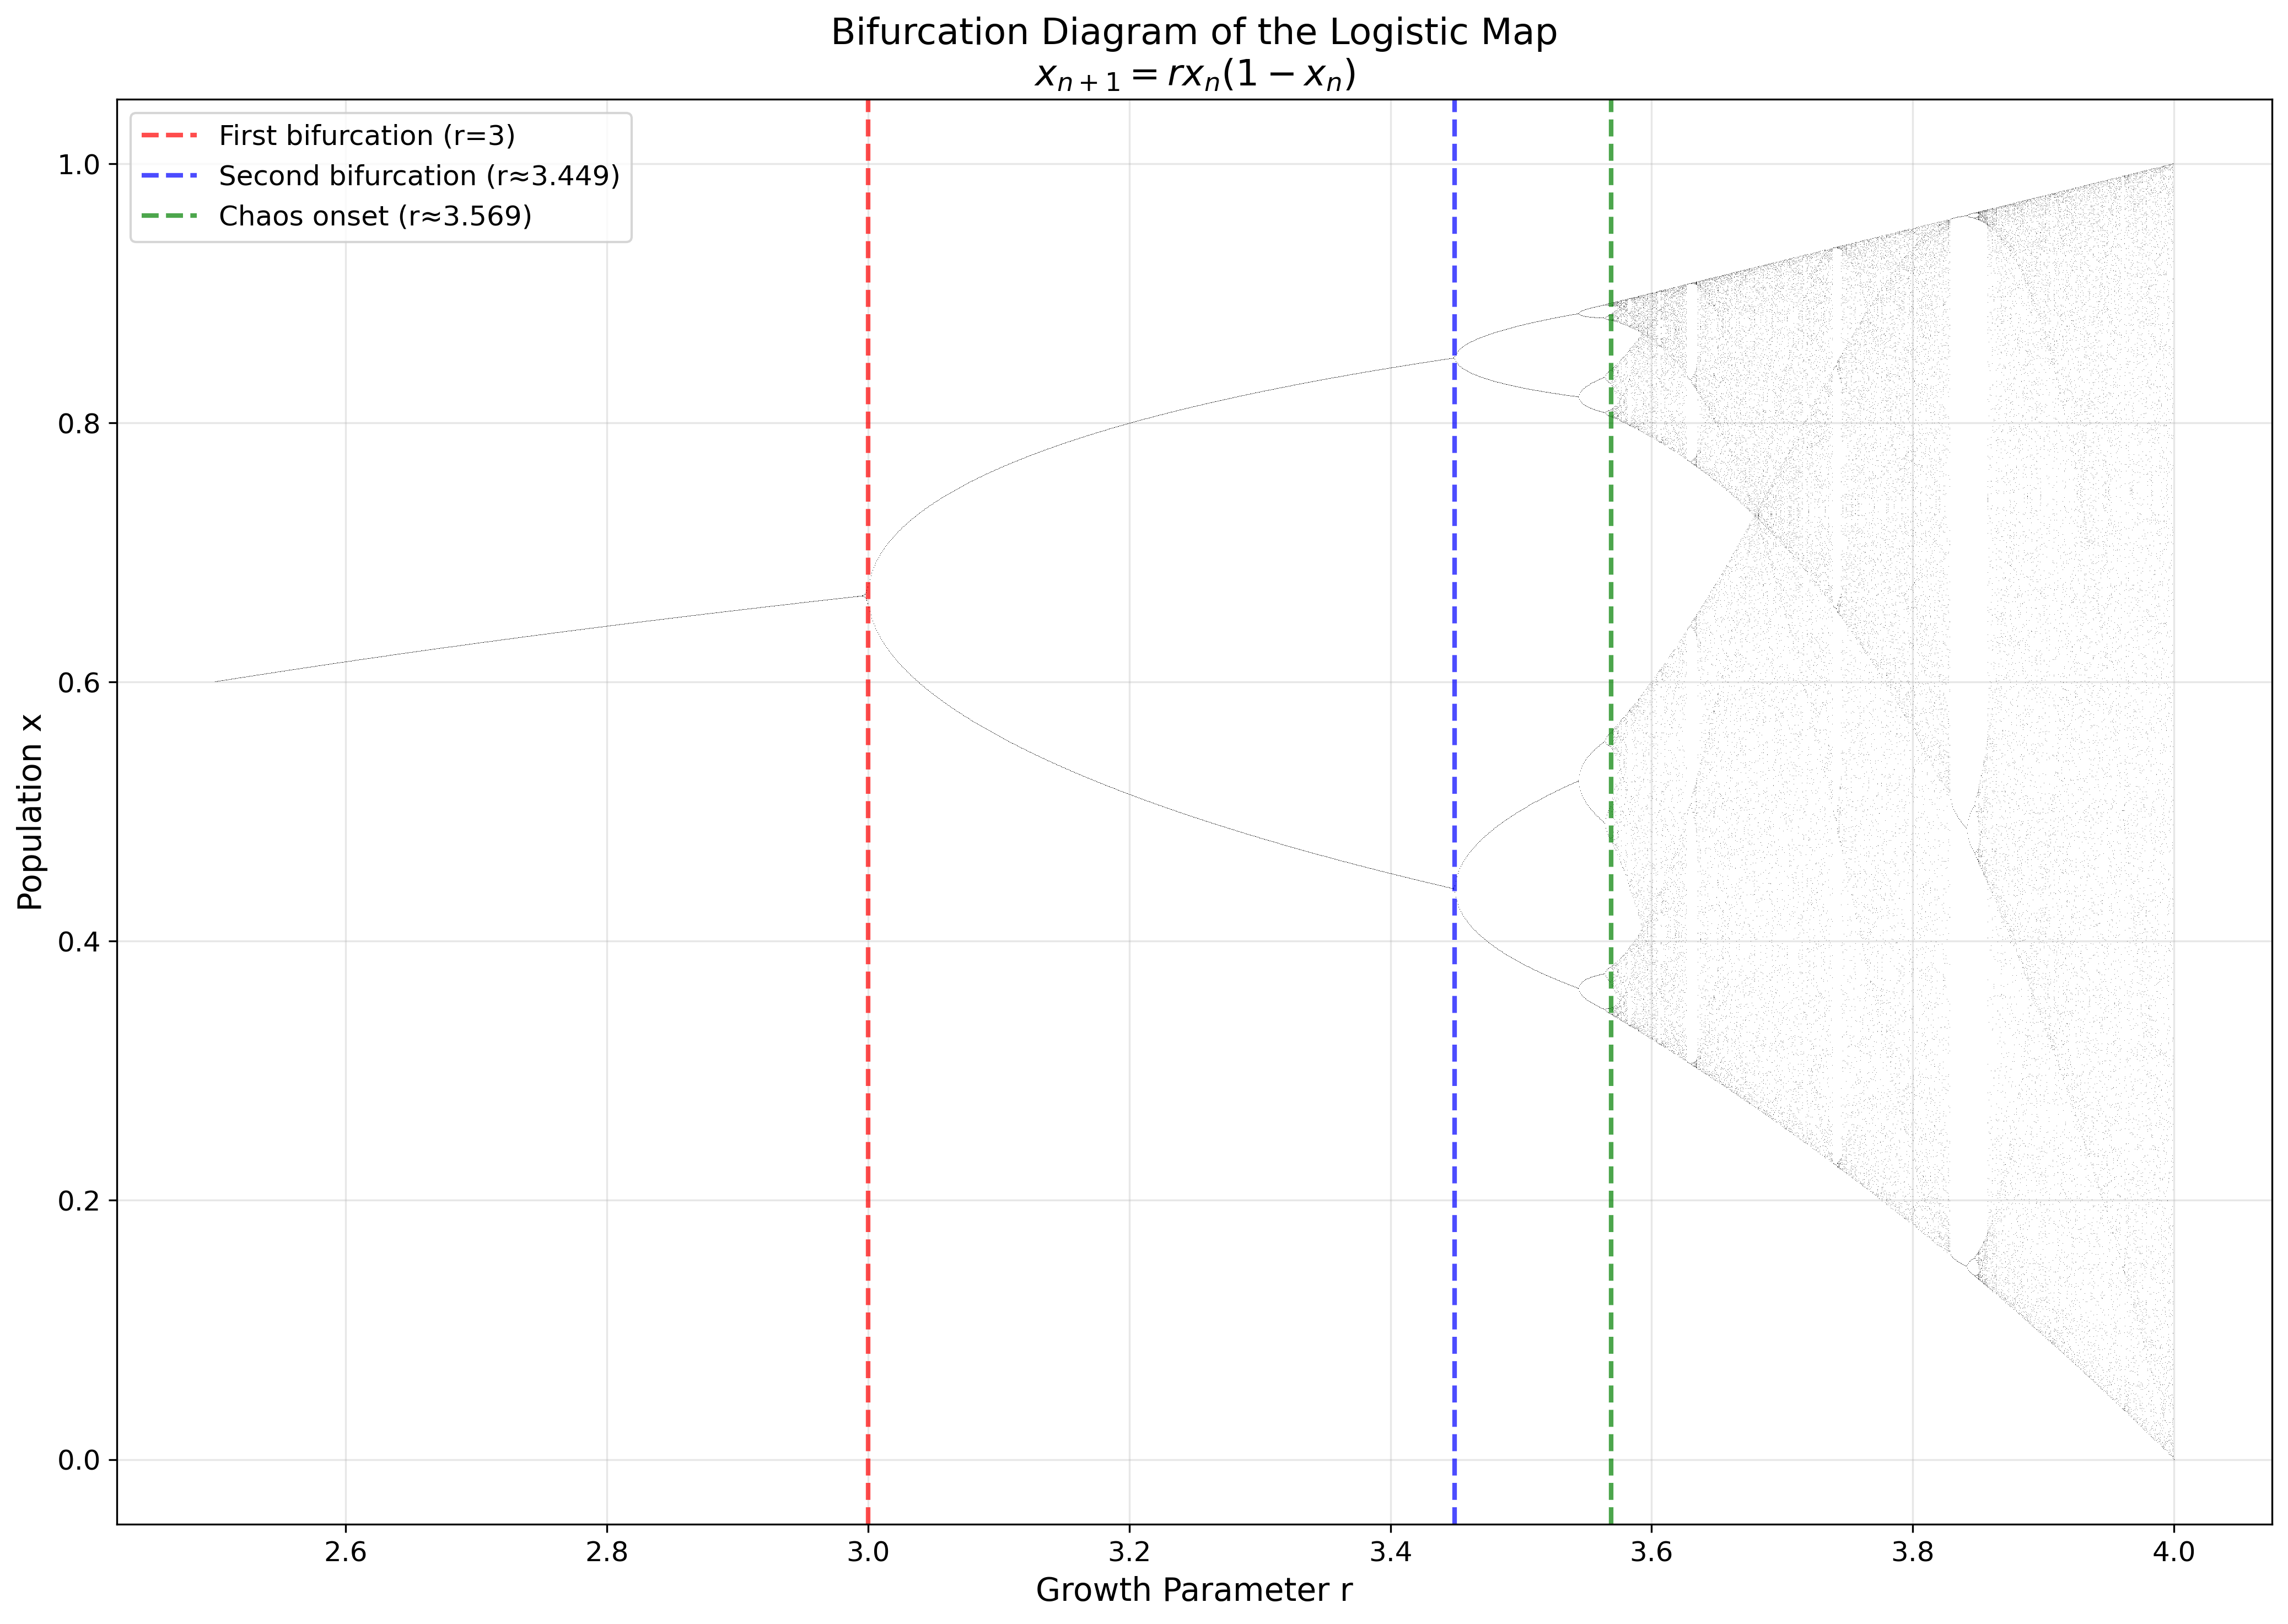 Bifurcation Diagram of the Logistic Map
$x_{n+1} = rx_n(1 - x_n)$
First bifurcation (r=3)
Second bifurcation (r≈3.449)
Chaos onset (r≈3.569)
1.0
0.8
0.6
0.4
0.2
0.0
Population x
2.6 2.8 3.0 3.2 3.4 3.6 3.8 4.0
Growth Parameter r